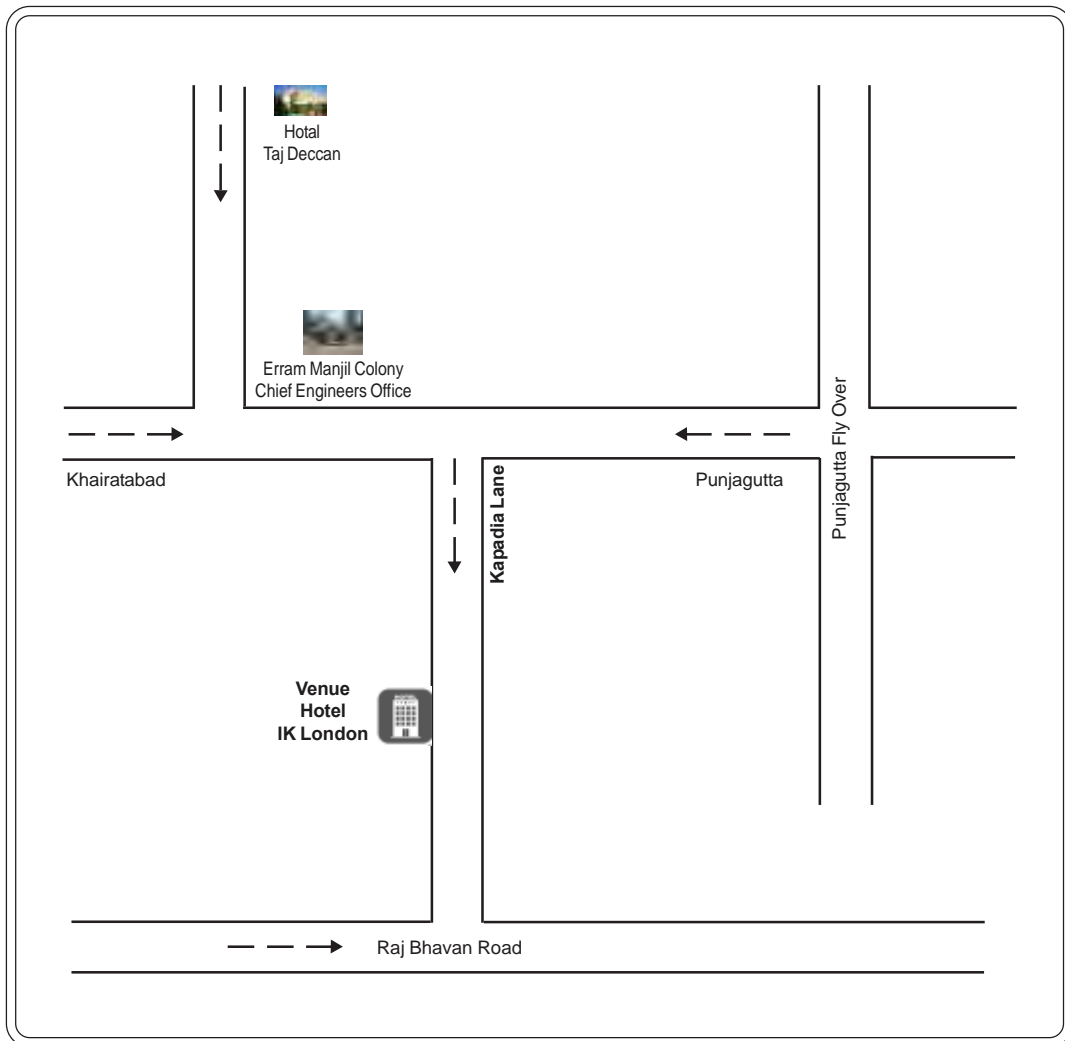 Hotal
Taj Deccan
Erram Manjil Colony
Chief Engineers Office
Khairatabad
Kapadia Lane
Punjagutta
Punjagutta Fly Over
Venue
Hotel
IK London
Raj Bhavan Road